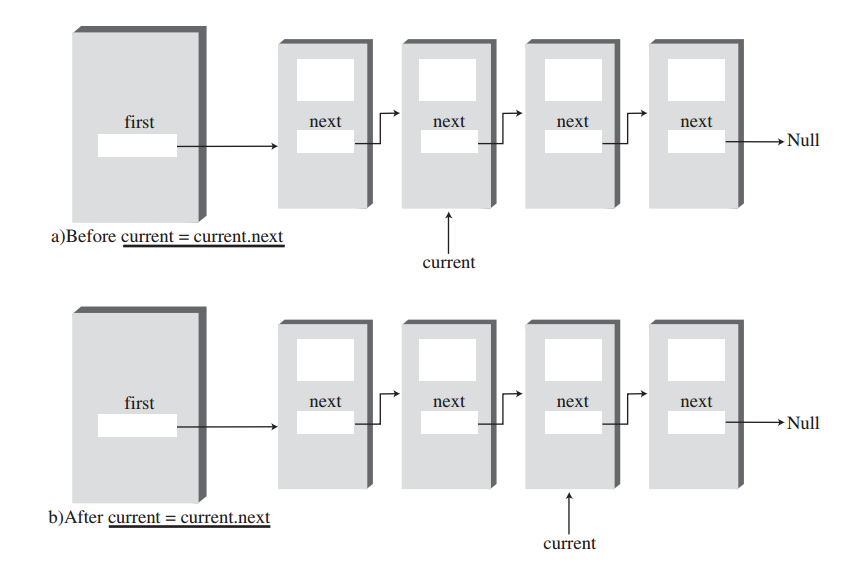 first
next next next next
Null
a)Before current = current.next
current
first
next next next next
Null
b)After current = current.next
current